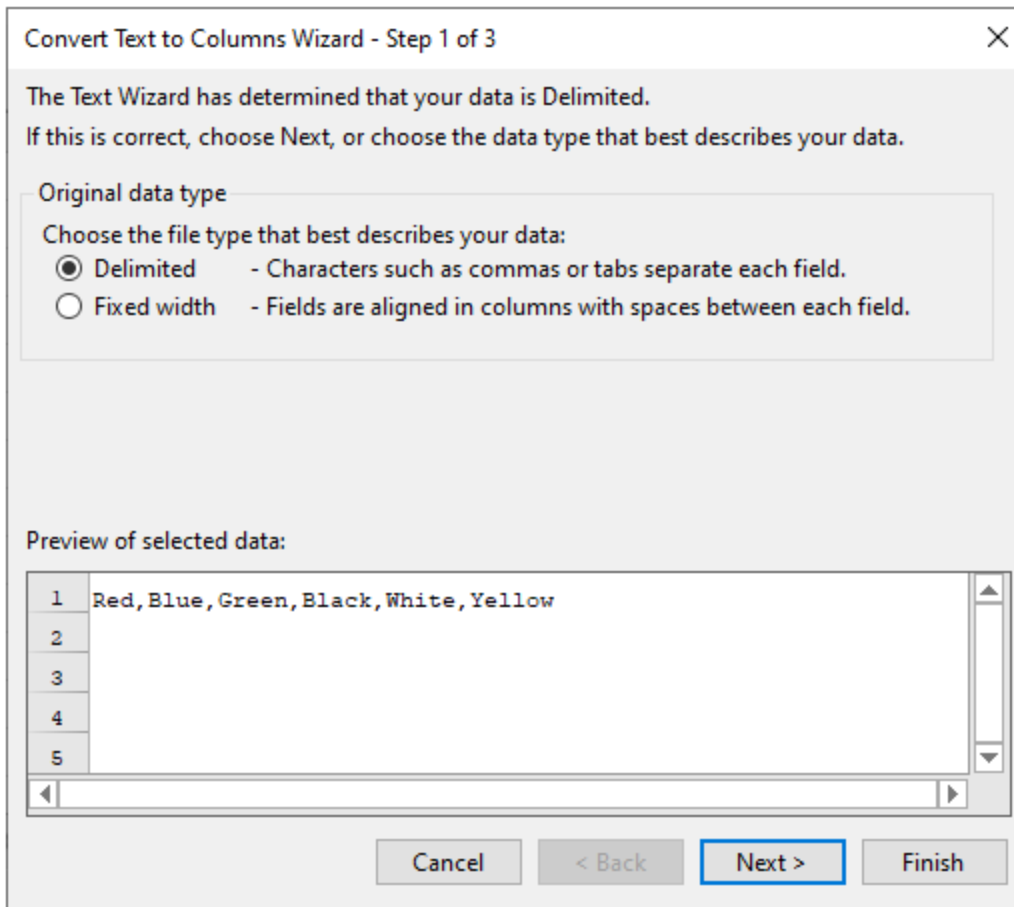 Convert Text to Columns Wizard - Step 1 of 3
The Text Wizard has determined that your data is Delimited.
If this is correct, choose Next, or choose the data type that best describes your data.
Original data type
Choose the file type that best describes your data:
Delimited - Characters such as commas or tabs separate each field.
Fixed width - Fields are aligned in columns with spaces between each field.
Preview of selected data:
1 Red,Blue,Green,Black,White,Yellow
2
3
4
5
Cancel < Back Next > Finish